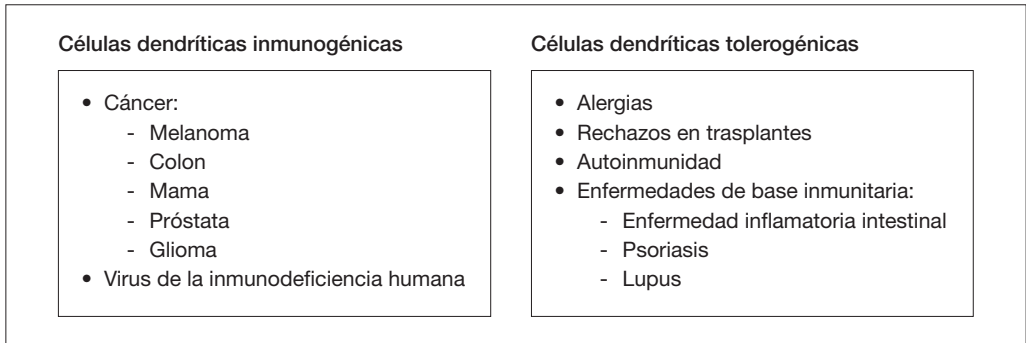 Células dendríticas inmunogénicas
• Cáncer:
- Melanoma
- Colon
- Mama
- Próstata
- Glioma
• Virus de la inmunodeficiencia humana
Células dendríticas tolerogénicas
• Alergias
• Rechazos en trasplantes
• Autoinmunidad
• Enfermedades de base inmunitaria:
- Enfermedad inflamatoria intestinal
- Psoriasis
- Lupus